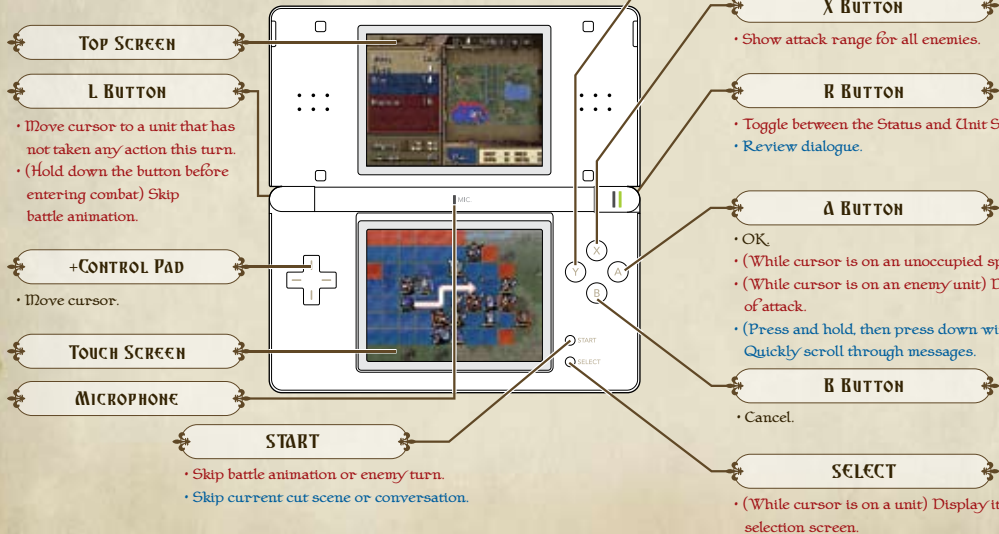 TOP SCREEN
L BUTTON
• Move cursor to a unit that has
not taken any action this turn.
• (Hold down the button before
entering combat) Skip
battle animation.
+CONTROL PAD
• Move cursor.
TOUCH SCREEN
MICROPHONE
START
• Skip battle animation or enemy turn.
• Skip current cut scene or conversation.
MIC.
X
Y
A
B
START
SELECT
X BUTTON
• Show attack range for all enemies.
R BUTTON
• Toggle between the Status and Unit
• Review dialogue.
A BUTTON
• OK.
• (While cursor is on an unoccupied
• (While cursor is on an enemy unit)
of attack.
• (Press and hold, then press down
Quickly scroll through messages.
B BUTTON
• Cancel.
SELECT
• (While cursor is on a unit) Display
selection screen.